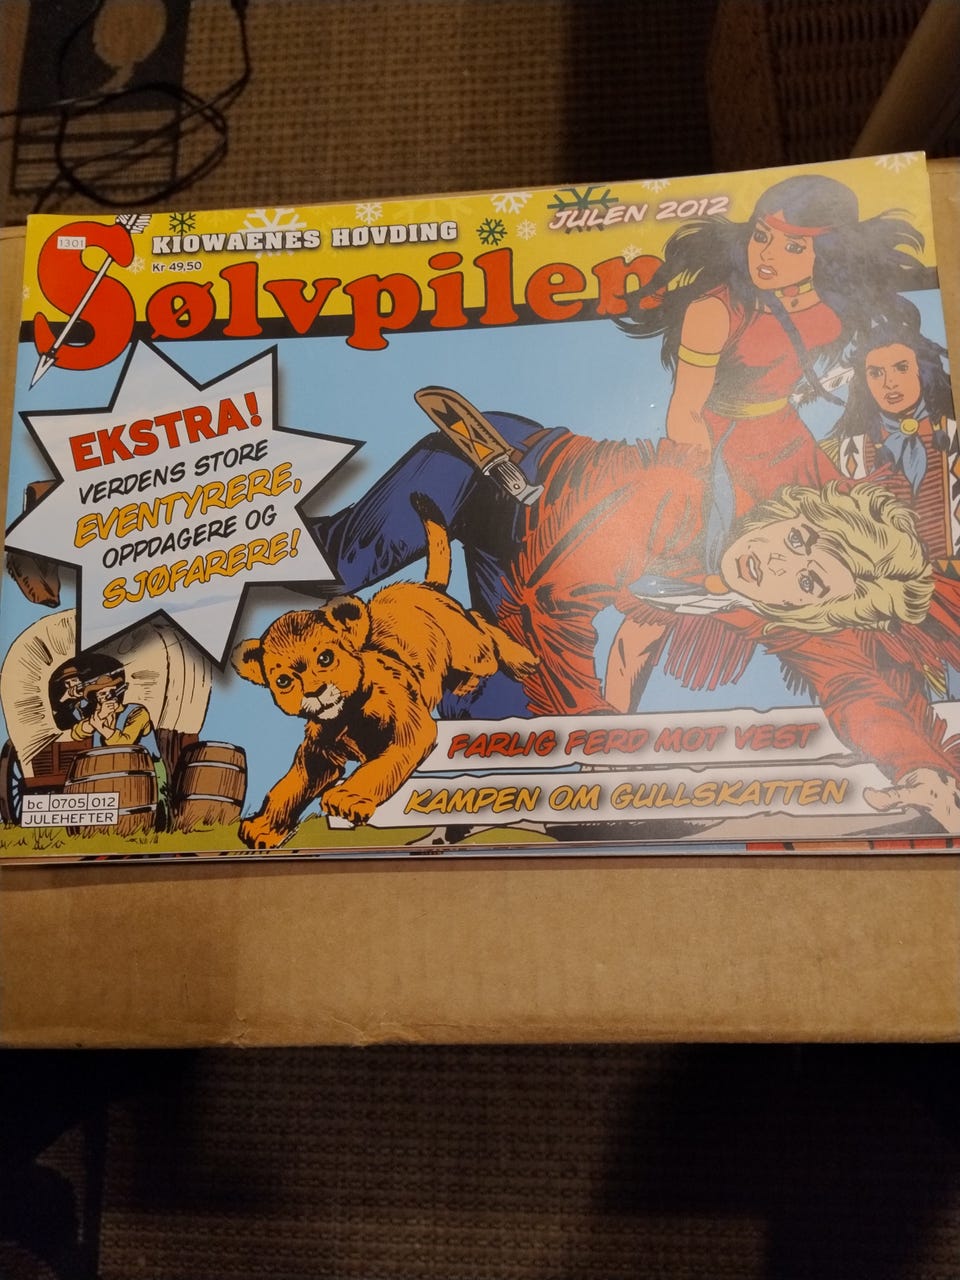 1301
KIOWAENES HØVDING
JULEN 2012
Kr 49,50
Sølvpilen
EKSTRA!
VERDENS STORE
EVENTYRERE,
OPPDAGERE OG
SJØFARERE!
FARLIG FERD MOT VEST
KAMPEN OM GULLSKATTEN
bc 0705 012
JULEHEFTER